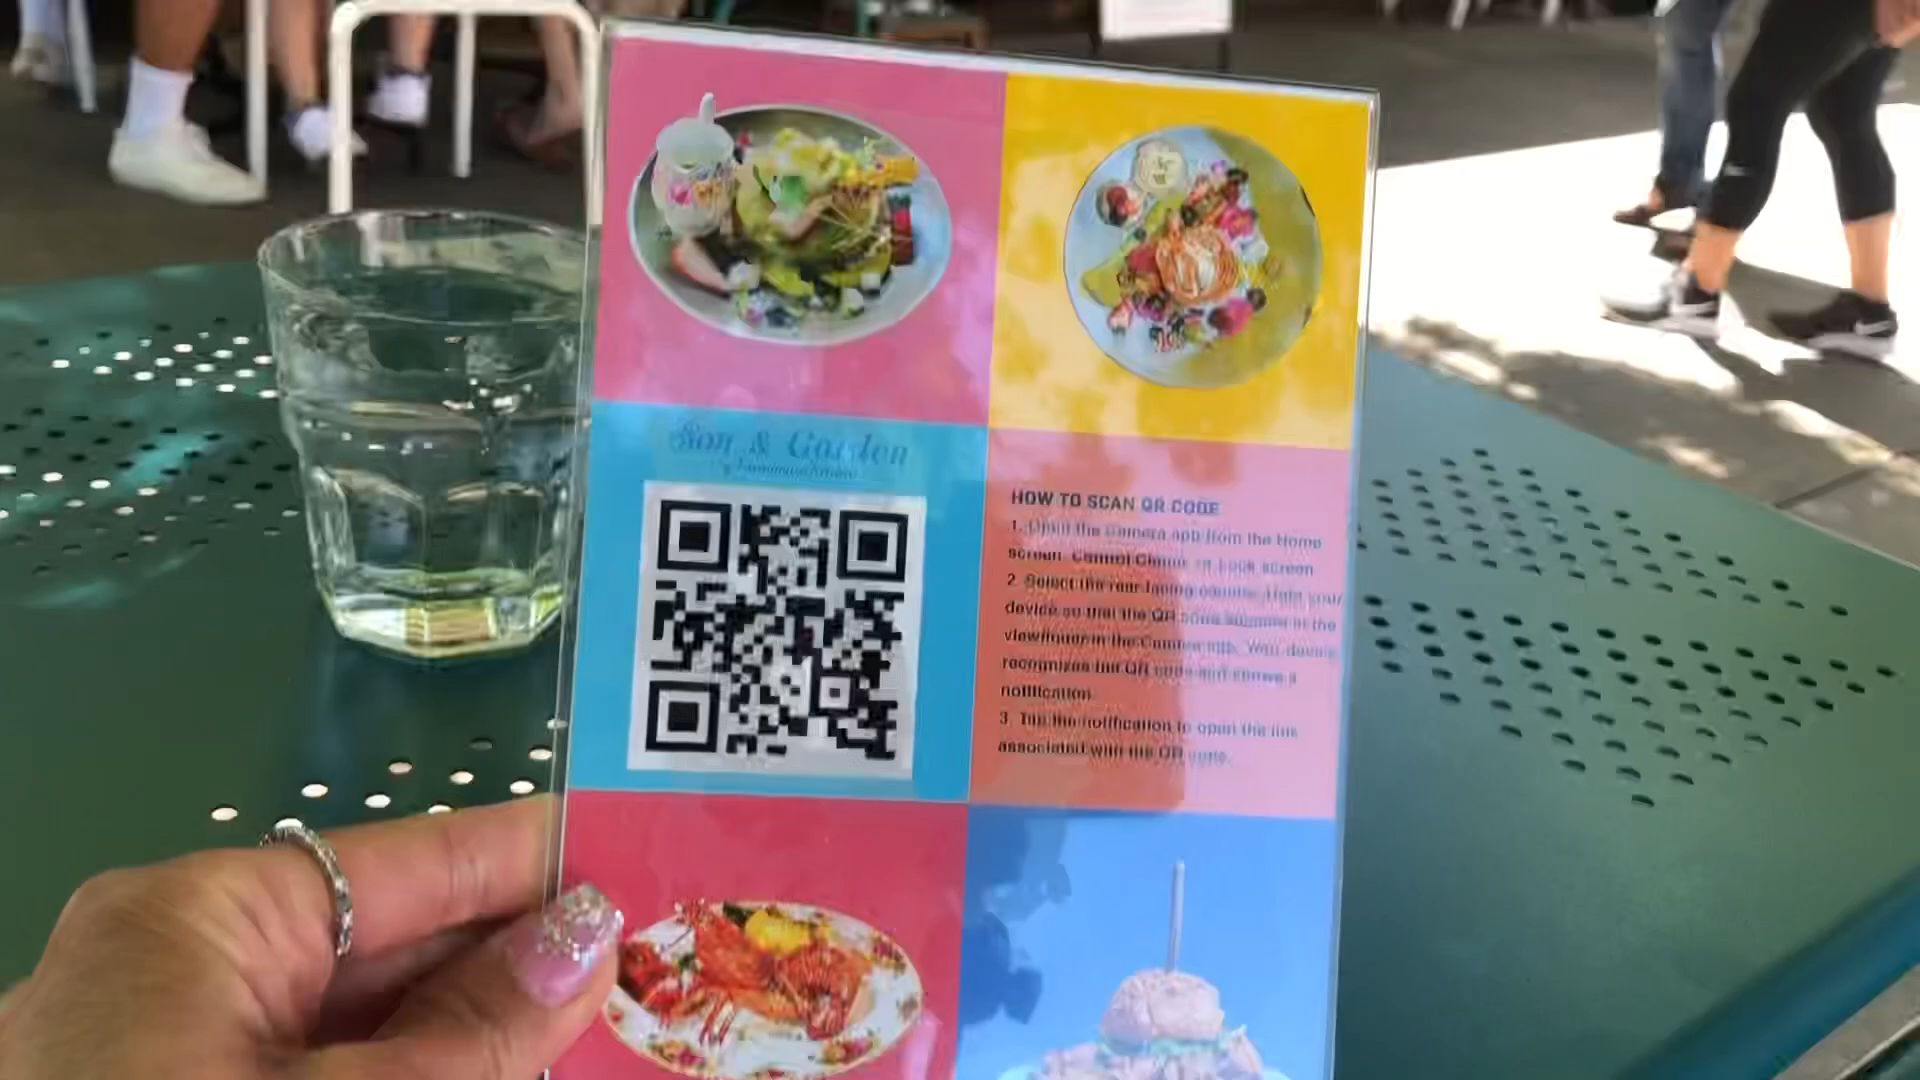 Son & Garden
HOW TO SCAN QR CODE
1. Open the Camera app from the Home
screen, Control Center or Lock screen
2. Select the rear facing camera. Hold your
device so that the QR code appears in the
viewfinder in the Camera app. Your device
recognizes the QR code and shows a
notification.
3. Tap the notification to open the link
associated with the QR code.